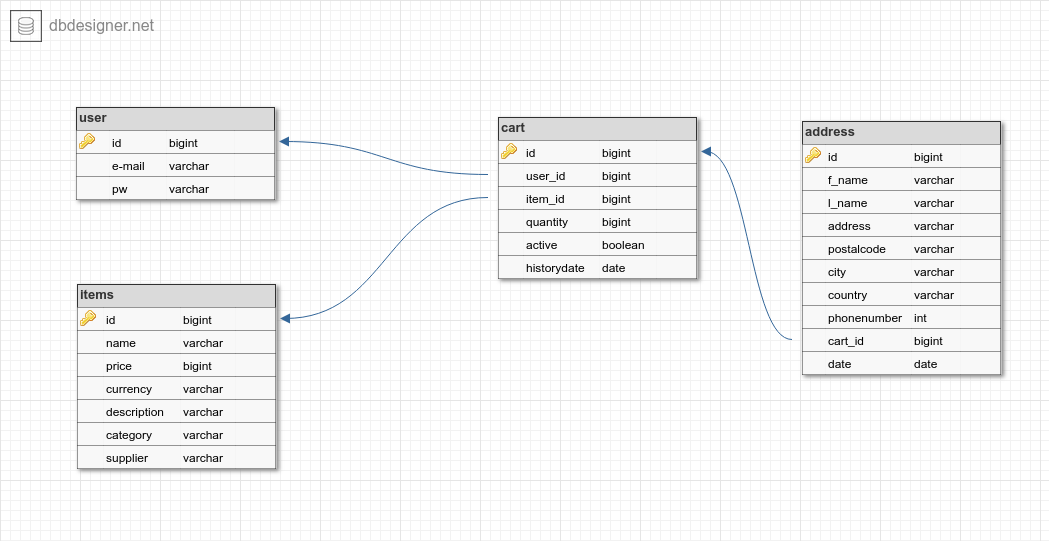 dbdesigner.net
user
id bigint
e-mail varchar
pw varchar
items
id bigint
name varchar
price bigint
currency varchar
description varchar
category varchar
supplier varchar
cart
id bigint
user_id bigint
item_id bigint
quantity bigint
active boolean
historydate date
address
id bigint
f_name varchar
l_name varchar
address varchar
postalcode varchar
city varchar
country varchar
phonenumber int
cart_id bigint
date date